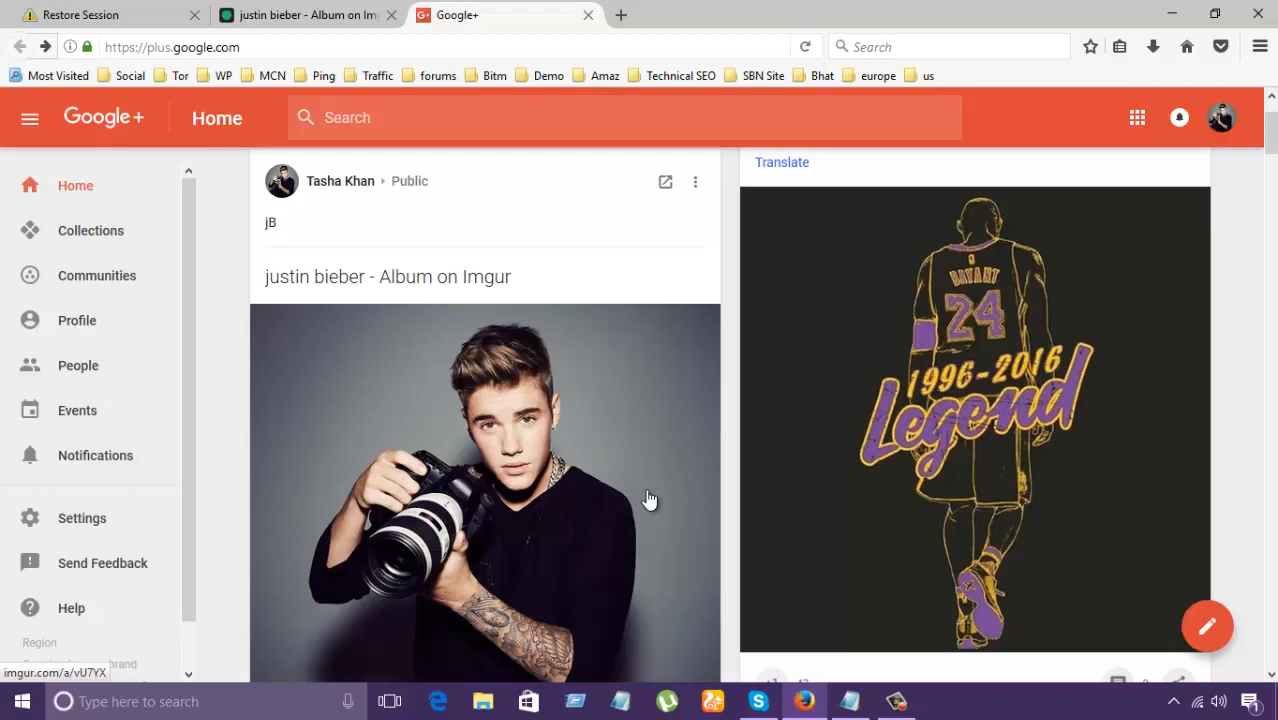 Restore Session
justin bieber - Album on Im
G+ Google+
https://plus.google.com
Search
Most Visited Social Tor WP MCN Ping Traffic forums Bitm Demo Amaz Technical SEO SBN Site Bhat europe us
Google+ Home Search
Home
Collections
Communities
Profile
People
Events
Notifications
Settings
Send Feedback
Help
Region
imgur.com/a/vU7YX
Tasha Khan Public
jB
justin bieber - Album on Imgur
Translate
BRYANT
24
1996-2016
Legend
Type here to search
1